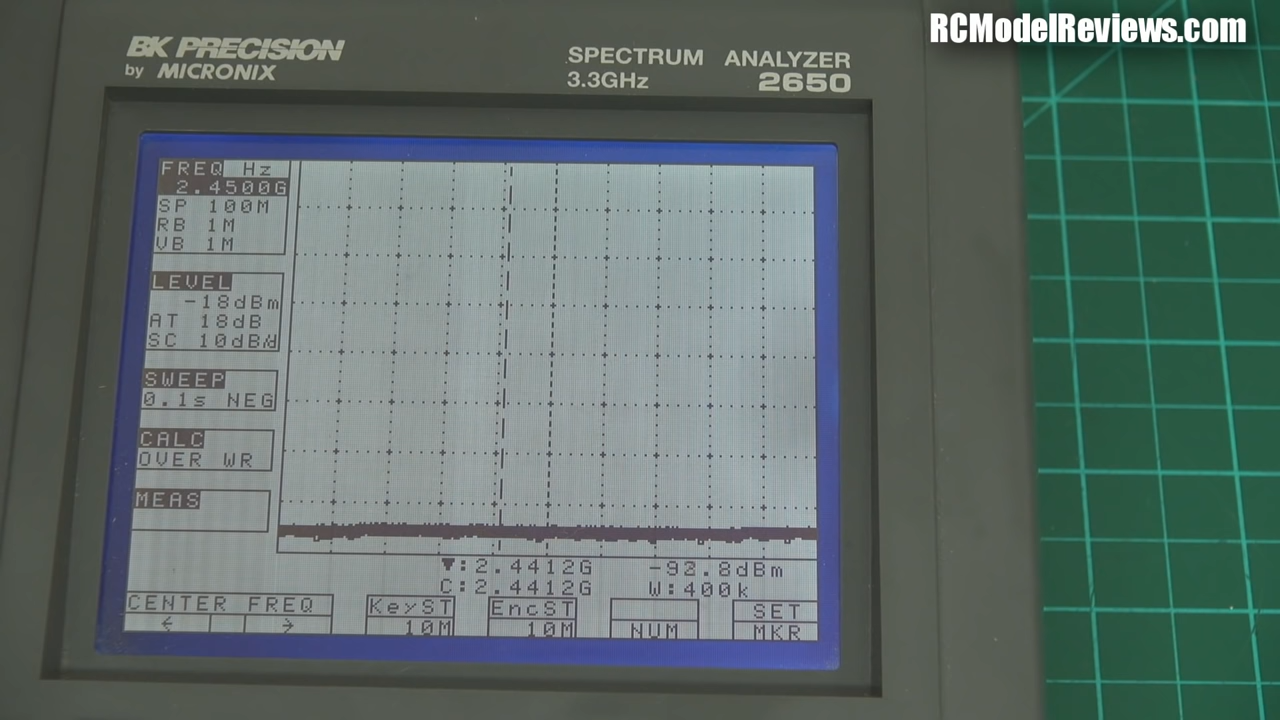 RCModelReviews.com
BK PRECISION
by MICRONIX
SPECTRUM ANALYZER
3.3GHz 2650
FREQ Hz
2.4500G
SP 100M
RB 1M
VB 1M
LEVEL
-18dBm
AT 18dB
SC 10dB/d
SWEEP
0.1s NEG
CALC
OVER WR
MEAS
▼:2.4412G -92.8dBm
C:2.4412G W:400k
CENTER FREQ KeyST EncST SET
← → 10M 10M NUM MKR